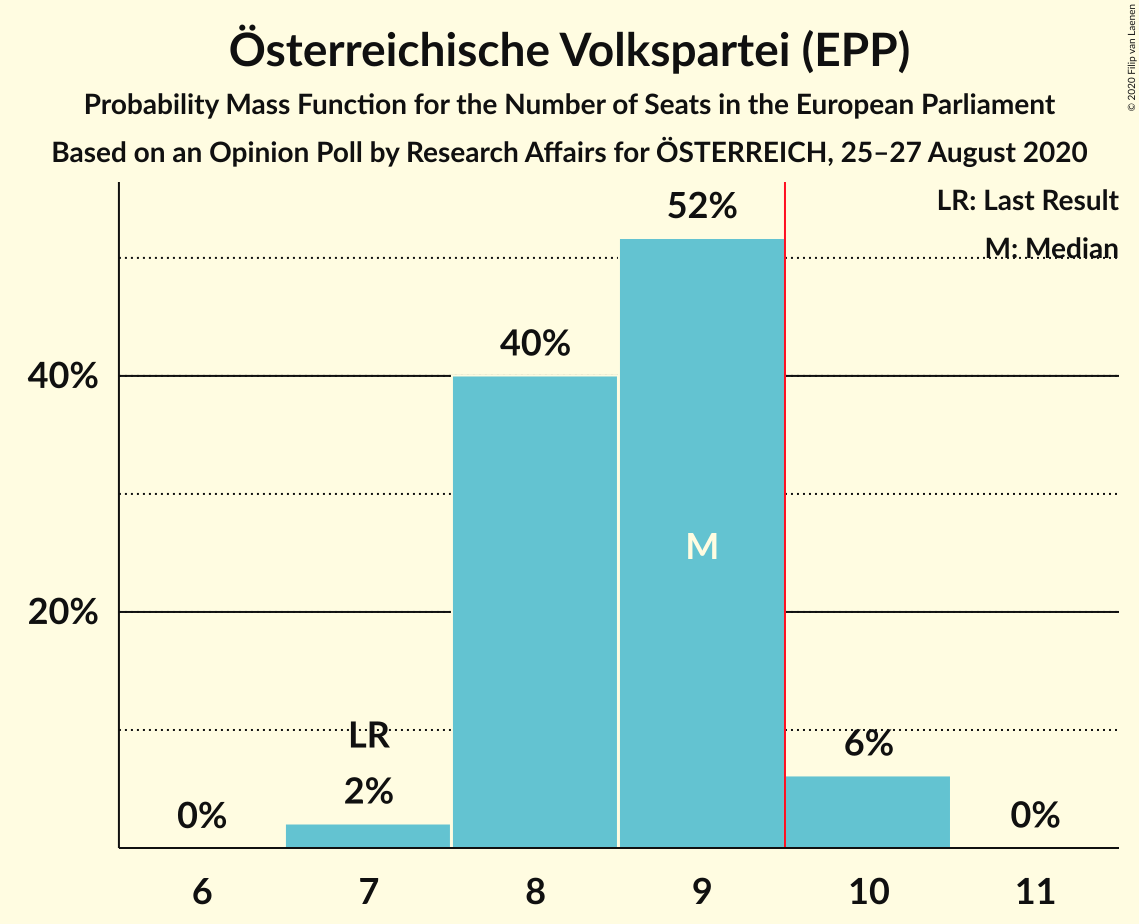 Österreichische Volkspartei (EPP)
Probability Mass Function for the Number of Seats in the European Parliament
Based on an Opinion Poll by Research Affairs for ÖSTERREICH, 25–27 August 2020
© 2020 Filip van Laenen
LR: Last Result
M: Median
52%
40%
40%
M
20%
LR
6%
2%
0%
0%
6
7
8
9
10
11